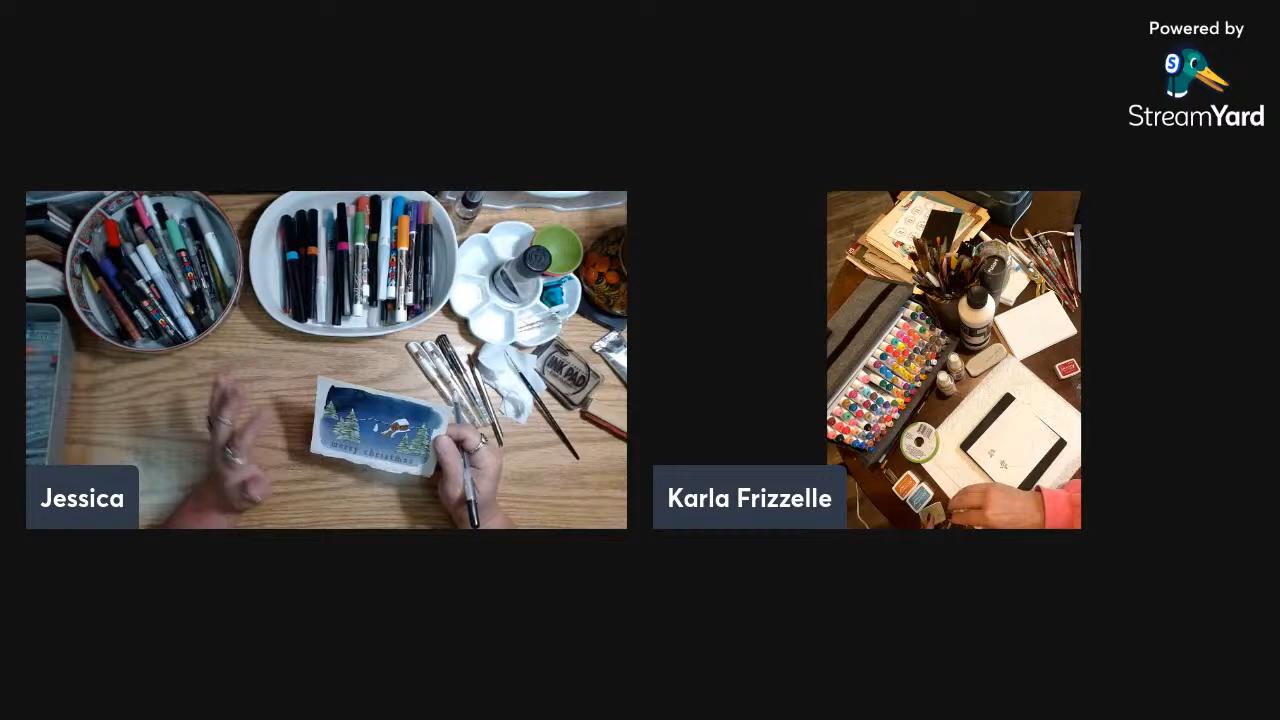 Powered by
S
StreamYard
INK PAD
merry christmas
Jessica
Karla Frizzelle